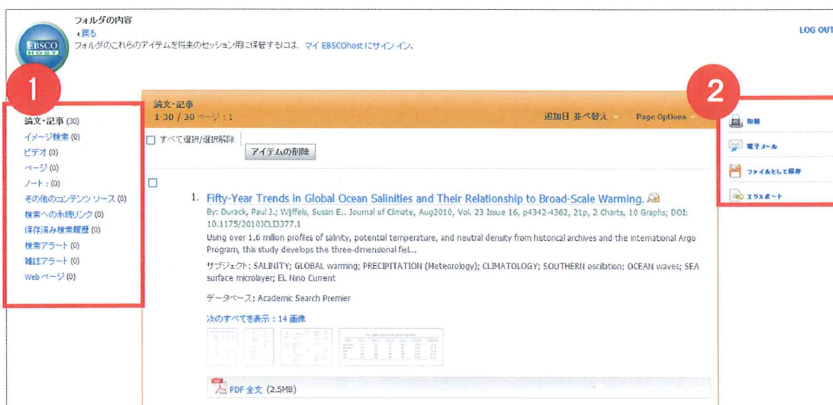 フォルダの内容
戻る
フォルダのこれらのアイテムを将来のセッション用に保管するには、マイ EBSCOhost にサイン イン。
LOG OUT
EBSCO
HOST
1
論文・記事 (30)
イメージ検索 (0)
ビデオ (0)
ページ (0)
ノート: (0)
その他のコンテンツ ソース (0)
検索への永続リンク (0)
保存済み検索履歴 (0)
検索アラート (0)
雑誌アラート (0)
Web ページ (0)
論文・記事
1-30 / 30 ページ : 1
追加日 並べ替え
Page Options
すべて選択/選択解除
アイテムの削除
1. Fifty-Year Trends in Global Ocean Salinities and Their Relationship to Broad-Scale Warming.
By: Durack, Paul J.; Wijffels, Susan E.. Journal of Climate, Aug2010, Vol. 23 Issue 16, p4342-4362, 21p, 2 Charts, 10 Graphs; DOI:
10.1175/2010JCLI3377.1
Using over 1.6 million profiles of salinity, potential temperature, and neutral density from historical archives and the international Argo
Program, this study develops the three-dimensional fiel...
サブジェクト: SALINITY; GLOBAL warming; PRECIPITATION (Meteorology); CLIMATOLOGY; SOUTHERN oscillation; OCEAN waves; SEA
surface microlayer; EL Nino Current
データベース: Academic Search Premier
次のすべてを表示 : 14 画像
PDF 全文 (2.5MB)
2
印刷
電子メール
ファイルとして保存
エクスポート